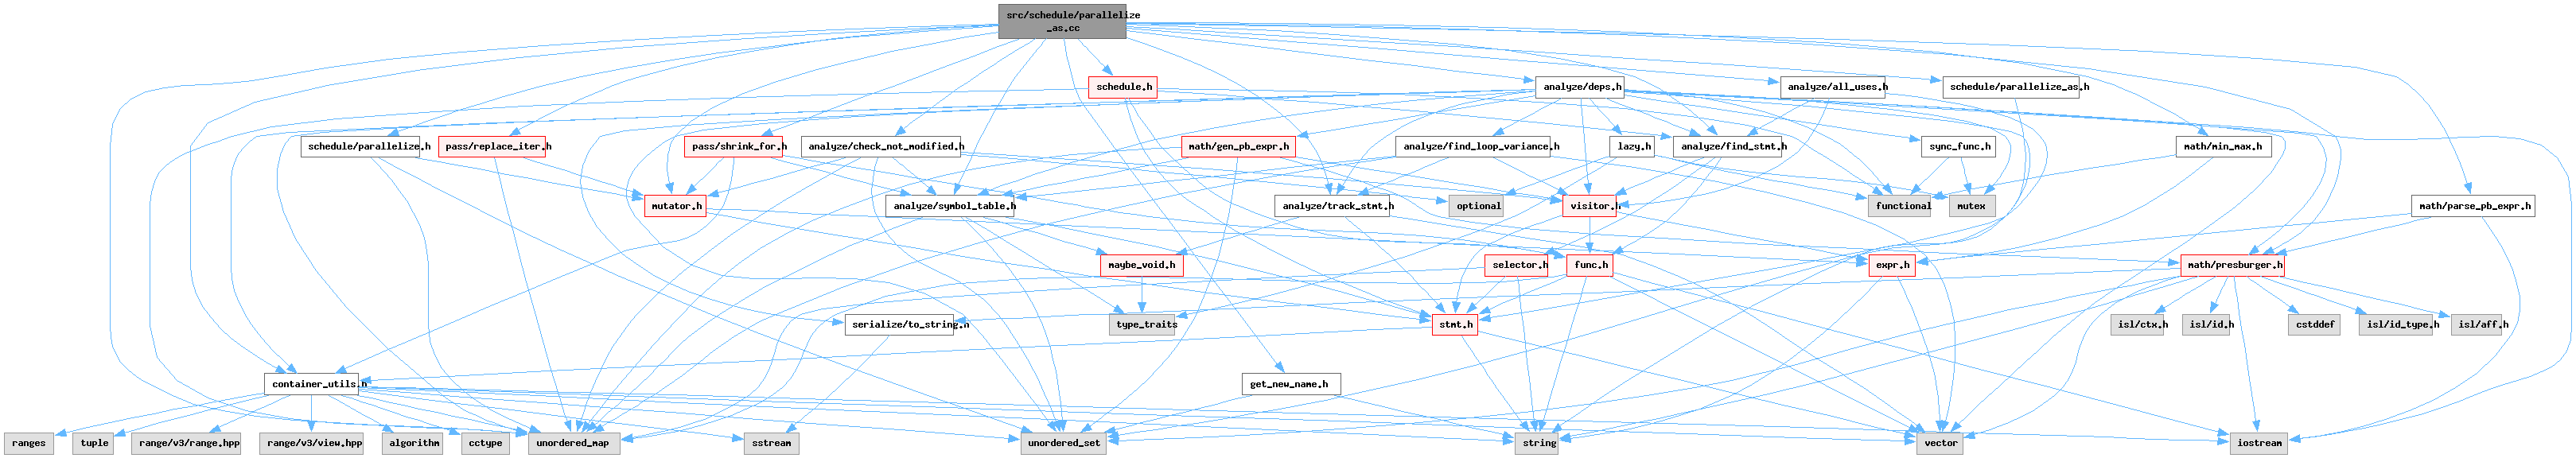 src/schedule/parallelize
_as.cc
schedule.h
analyze/deps.h
analyze/all_uses.h
schedule/parallelize_as.h
schedule/parallelize.h
pass/replace_iter.h
pass/shrink_for.h
analyze/check_not_modified.h
math/gen_pb_expr.h
analyze/find_loop_variance.h
lazy.h
analyze/find_stmt.h
sync_func.h
math/min_max.h
mutator.h
analyze/symbol_table.h
analyze/track_stmt.h
optional
visitor.h
functional
mutex
math/parse_pb_expr.h
maybe_void.h
selector.h
func.h
expr.h
math/presburger.h
serialize/to_string.h
type_traits
stmt.h
isl/ctx.h
isl/id.h
cstddef
isl/id_type.h
isl/aff.h
container_utils.h
get_new_name.h
ranges
tuple
range/v3/range.hpp
range/v3/view.hpp
algorithm
cctype
unordered_map
sstream
unordered_set
string
vector
iostream